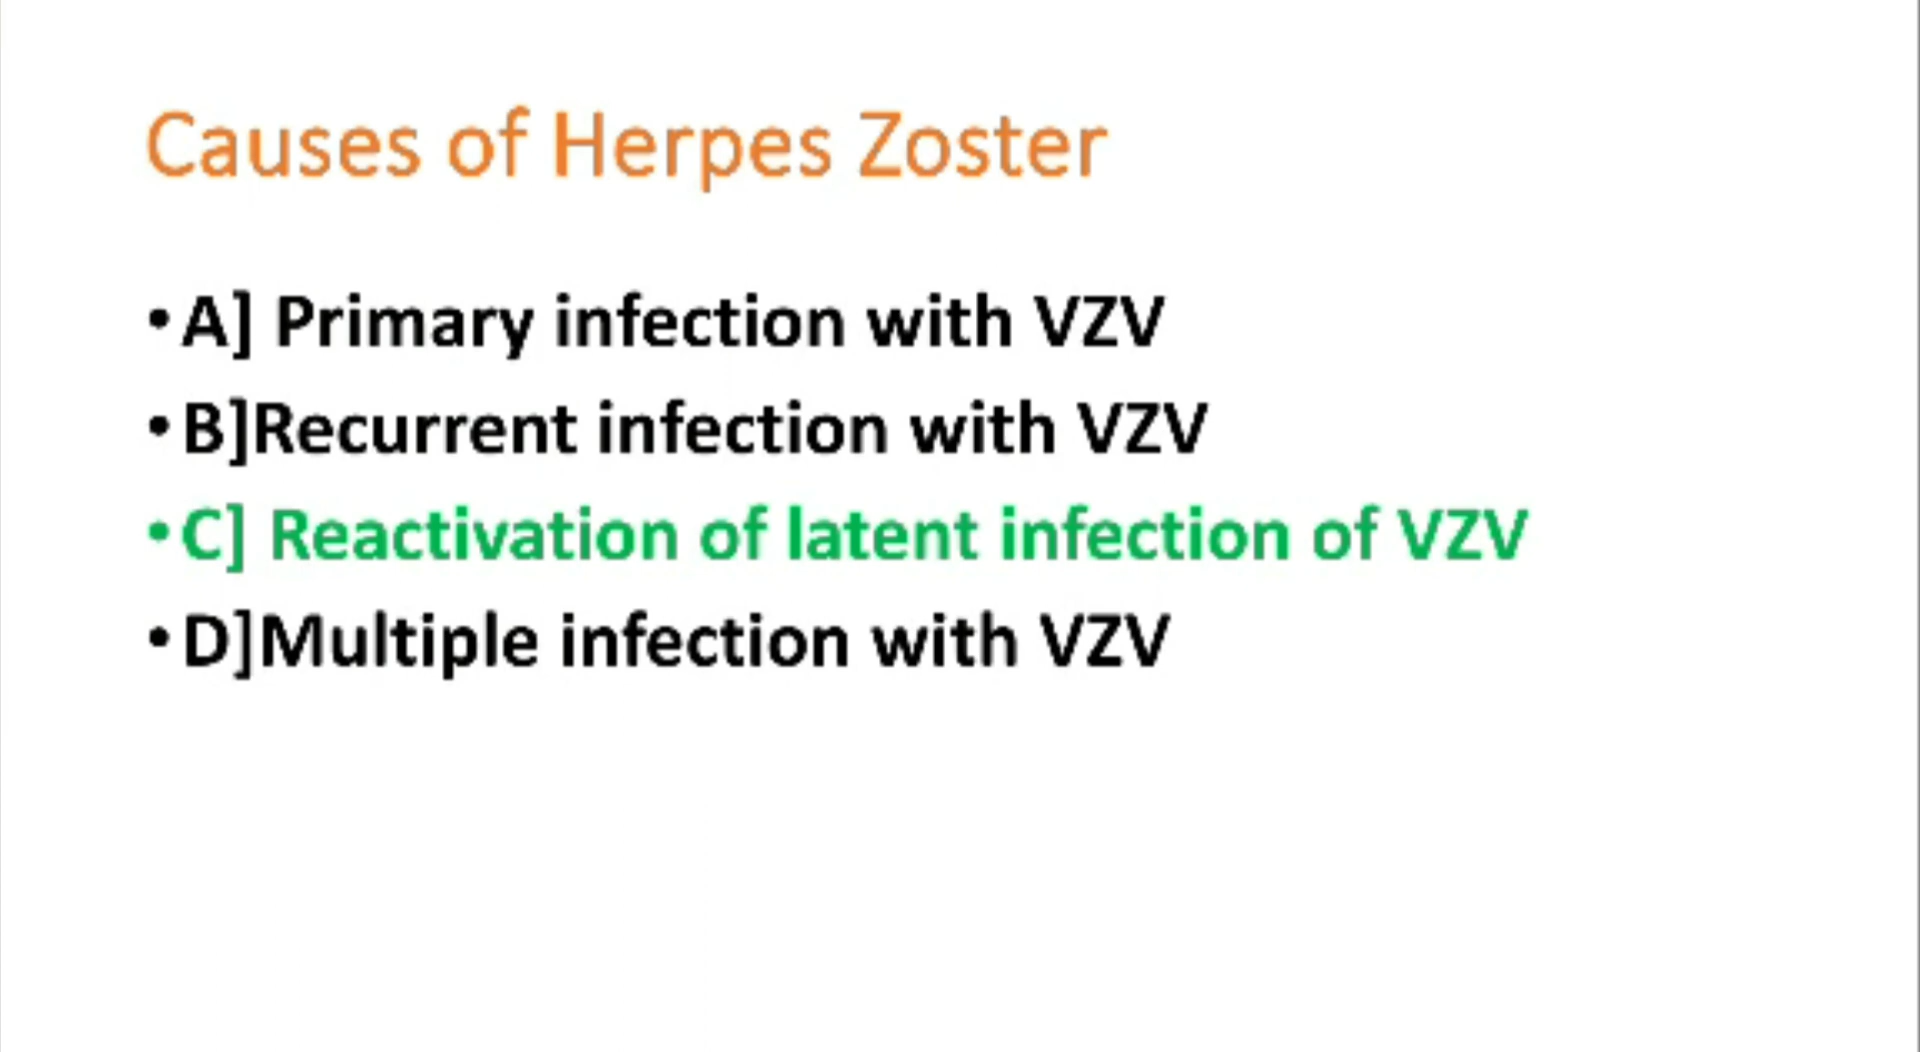 Causes of Herpes Zoster
• A] Primary infection with VZV
• B]Recurrent infection with VZV
• C] Reactivation of latent infection of VZV
• D]Multiple infection with VZV